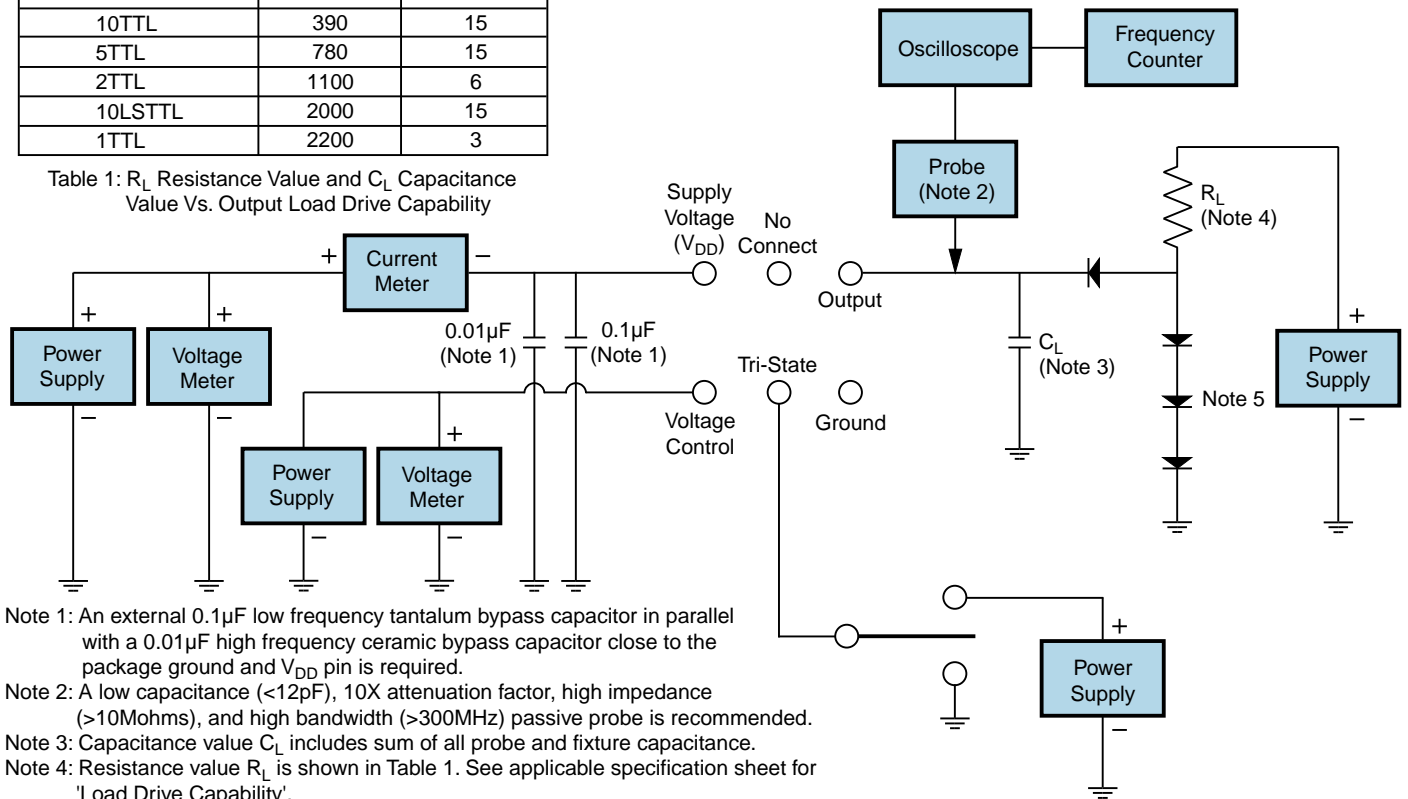 10TTL 390 15
5TTL 780 15
2TTL 1100 6
10LSTTL 2000 15
1TTL 2200 3
Table 1: RL Resistance Value and CL Capacitance
Value Vs. Output Load Drive Capability
Oscilloscope
Frequency
Counter
Probe
(Note 2)
RL
(Note 4)
Supply
Voltage
(VDD)
No
Connect
Output
+
Current
Meter
−
+
Power
Supply
−
+
Voltage
Meter
−
0.01µF
(Note 1)
0.1µF
(Note 1)
CL
(Note 3)
Note 5
+
Power
Supply
−
Tri-State
Voltage
Control
Ground
Power
Supply
−
+
Voltage
Meter
−
+
Power
Supply
−
Note 1: An external 0.1µF low frequency tantalum bypass capacitor in parallel
with a 0.01µF high frequency ceramic bypass capacitor close to the
package ground and VDD pin is required.
Note 2: A low capacitance (<12pF), 10X attenuation factor, high impedance
(>10Mohms), and high bandwidth (>300MHz) passive probe is recommended.
Note 3: Capacitance value CL includes sum of all probe and fixture capacitance.
Note 4: Resistance value RL is shown in Table 1. See applicable specification sheet for
'Load Drive Capability'.